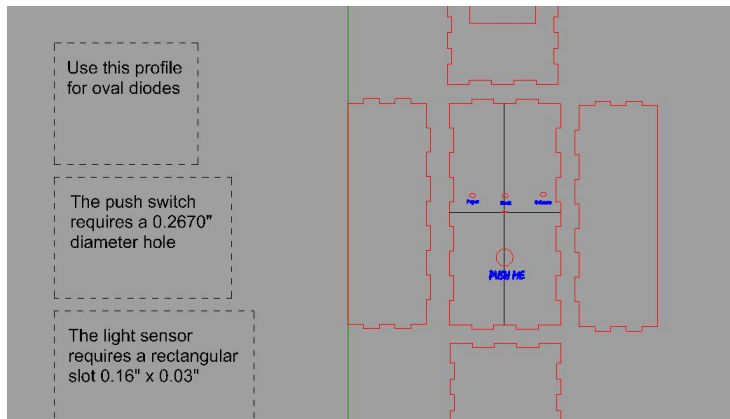 Use this profile
for oval diodes
The push switch
requires a 0.2670"
diameter hole
The light sensor
requires a rectangular
slot 0.16" x 0.03"
PUSH ME